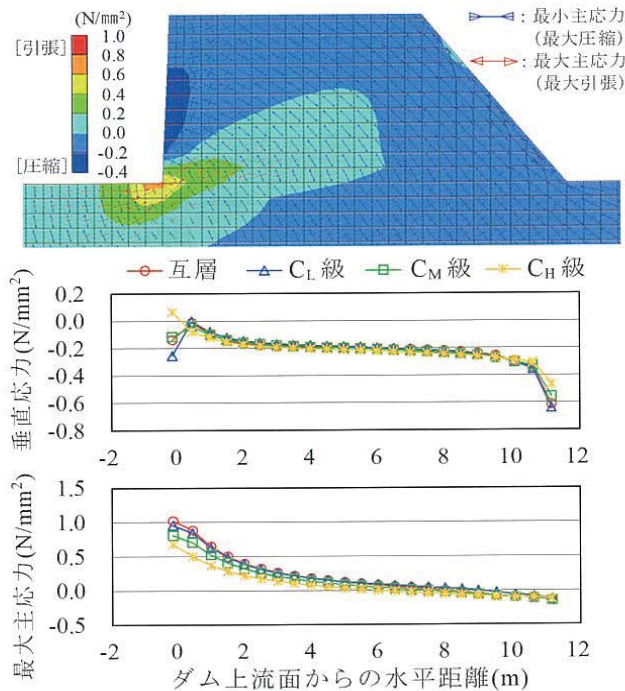 (N/mm²)
[引張]
1.0
0.8
0.6
0.4
0.2
0.0
-0.2
-0.4
[圧縮]
：最小主応力
(最大圧縮)
：最大主応力
(最大引張)
互層 C_L級 C_M級 C_H級
垂直応力(N/mm²)
0.2
0.0
-0.2
-0.4
-0.6
-0.8
-2 0 2 4 6 8 10 12
最大主応力(N/mm²)
1.5
1.0
0.5
0.0
-0.5
-2 0 2 4 6 8 10 12
ダム上流面からの水平距離(m)